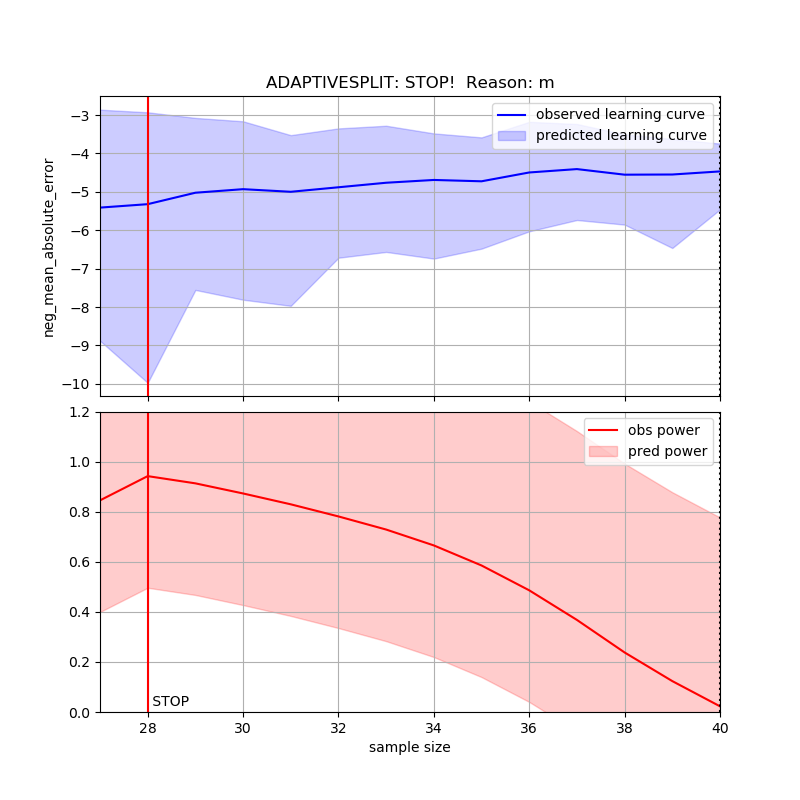 ADAPTIVESPLIT: STOP!  Reason: m
−3
−4
−5
−6
−7
−8
−9
−10
neg_mean_absolute_error
observed learning curve
predicted learning curve
1.2
1.0
0.8
0.6
0.4
0.2
0.0
obs power
pred power
STOP
28
30
32
34
36
38
40
sample size